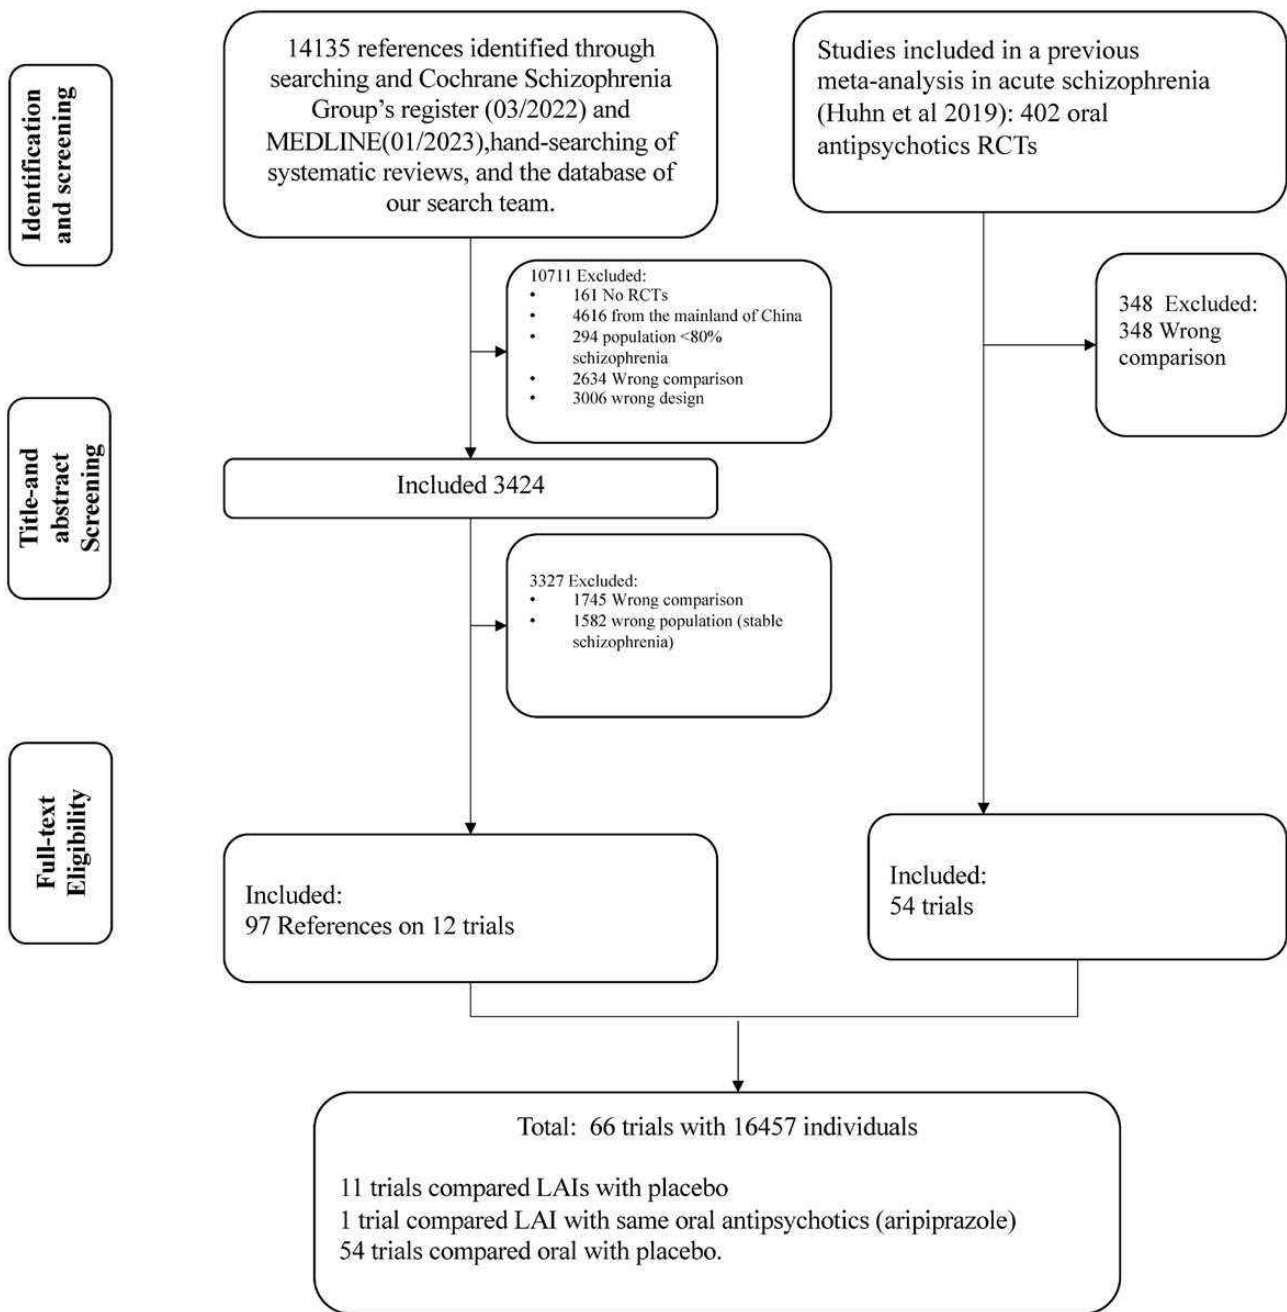 Identification
and screening
14135 references identified through
searching and Cochrane Schizophrenia
Group's register (03/2022) and
MEDLINE(01/2023),hand-searching of
systematic reviews, and the database of
our search team.
Studies included in a previous
meta-analysis in acute schizophrenia
(Huhn et al 2019): 402 oral
antipsychotics RCTs
10711 Excluded:
• 161 No RCTs
• 4616 from the mainland of China
• 294 population <80%
schizophrenia
• 2634 Wrong comparison
• 3006 wrong design
348 Excluded:
348 Wrong
comparison
Title-and
abstract
Screening
Included 3424
3327 Excluded:
• 1745 Wrong comparison
• 1582 wrong population (stable
schizophrenia)
Full-text
Eligibility
Included:
97 References on 12 trials
Included:
54 trials
Total: 66 trials with 16457 individuals
11 trials compared LAIs with placebo
1 trial compared LAI with same oral antipsychotics (aripiprazole)
54 trials compared oral with placebo.